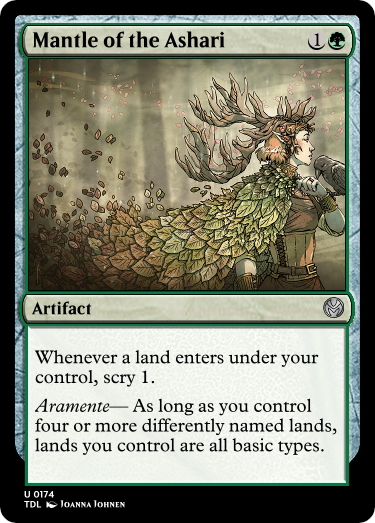 Mantle of the Ashari 1
Artifact
Whenever a land enters under your
control, scry 1.
Aramente— As long as you control
four or more differently named lands,
lands you control are all basic types.
U 0174
TDL Joanna Johnen